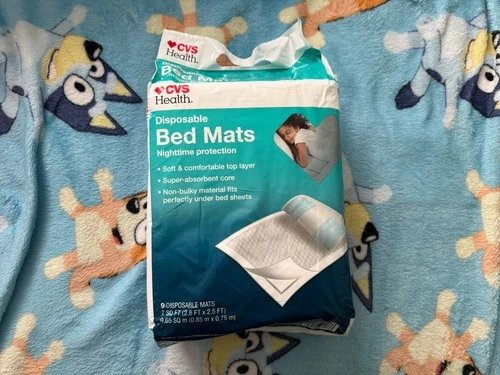 CVS
Health.
Bed Mats
CVS
Health.
Disposable
Bed Mats
Nighttime protection
• Soft & comfortable top layer
• Super-absorbent core
• Non-bulky material fits
perfectly under bed sheets
9 DISPOSABLE MATS
7 SQ FT (2.8 FT x 2.5 FT)
0.65 SQ m (0.85 m x 0.75 m)